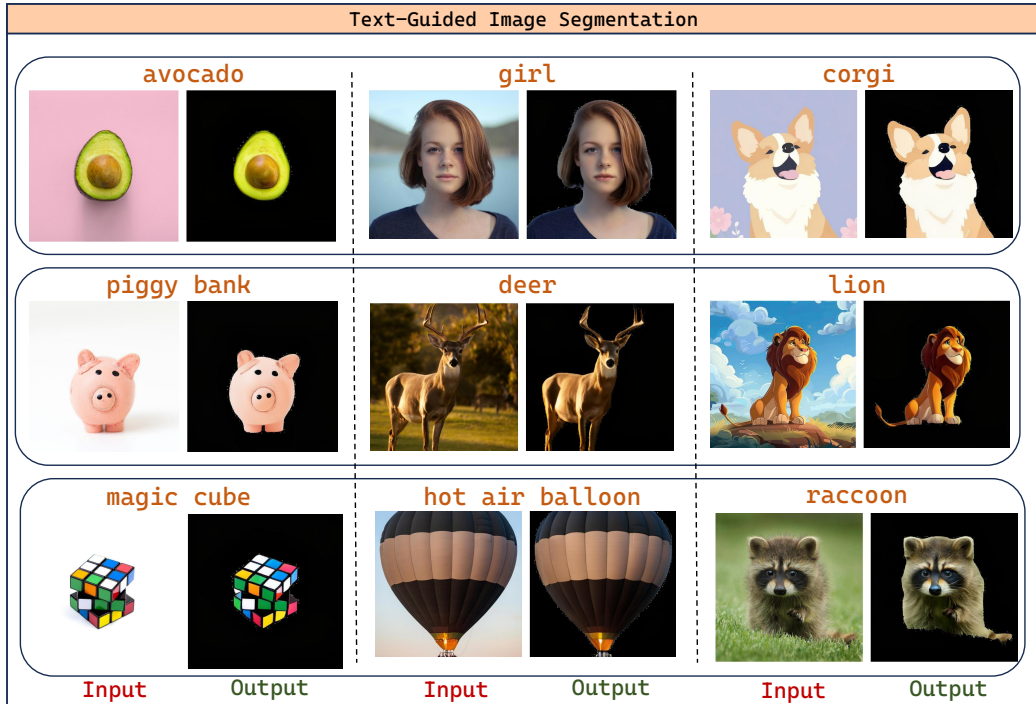 Text-Guided Image Segmentation
avocado girl corgi
piggy bank deer lion
magic cube hot air balloon raccoon
Input Output Input Output Input Output